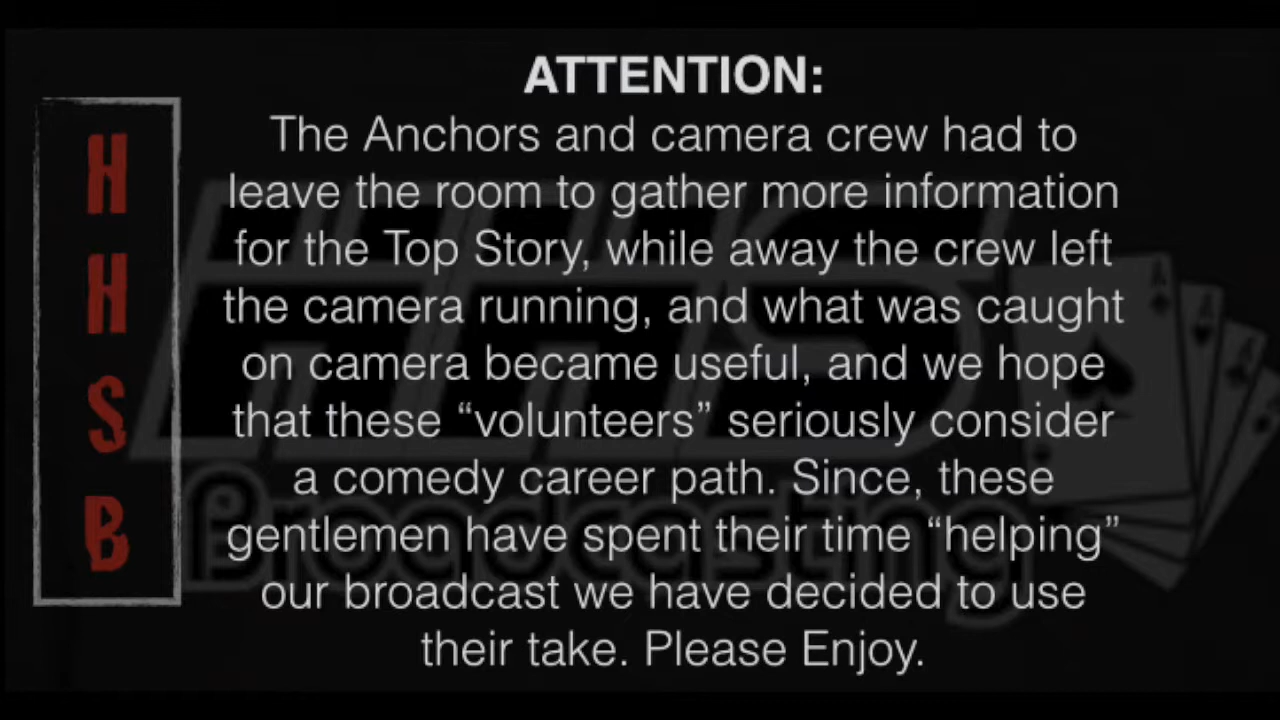 ATTENTION:
The Anchors and camera crew had to
leave the room to gather more information
for the Top Story, while away the crew left
the camera running, and what was caught
on camera became useful, and we hope
that these “volunteers” seriously consider
a comedy career path. Since, these
gentlemen have spent their time “helping”
our broadcast we have decided to use
their take. Please Enjoy.
H
H
S
B
HHS
Broadcasting
A
A
A
A